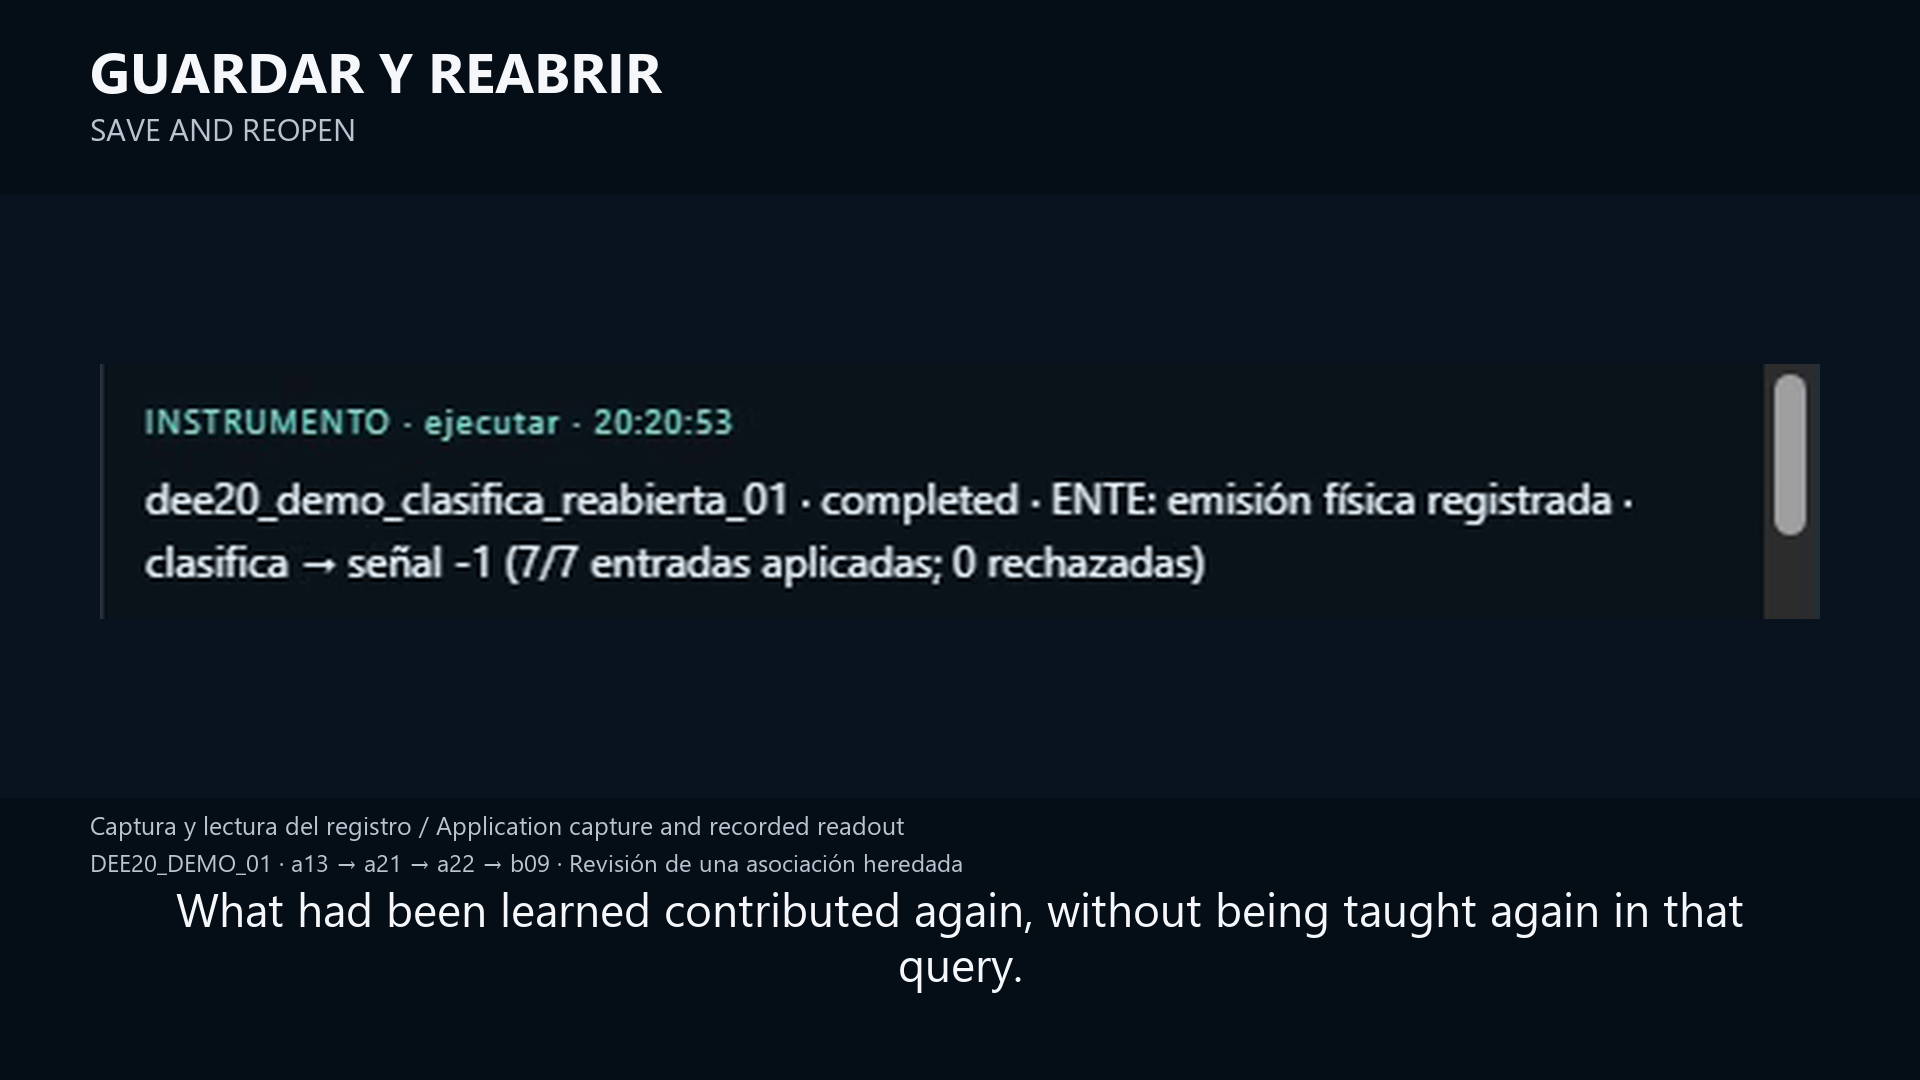 GUARDAR Y REABRIR
SAVE AND REOPEN
INSTRUMENTO · ejecutar · 20:20:53
dee20_demo_clasifica_reabierta_01 · completed · ENTE: emisión física registrada ·
clasifica → señal -1 (7/7 entradas aplicadas; 0 rechazadas)
Captura y lectura del registro / Application capture and recorded readout
DEE20_DEMO_01 · a13 → a21 → a22 → b09 · Revisión de una asociación heredada
What had been learned contributed again, without being taught again in that
query.